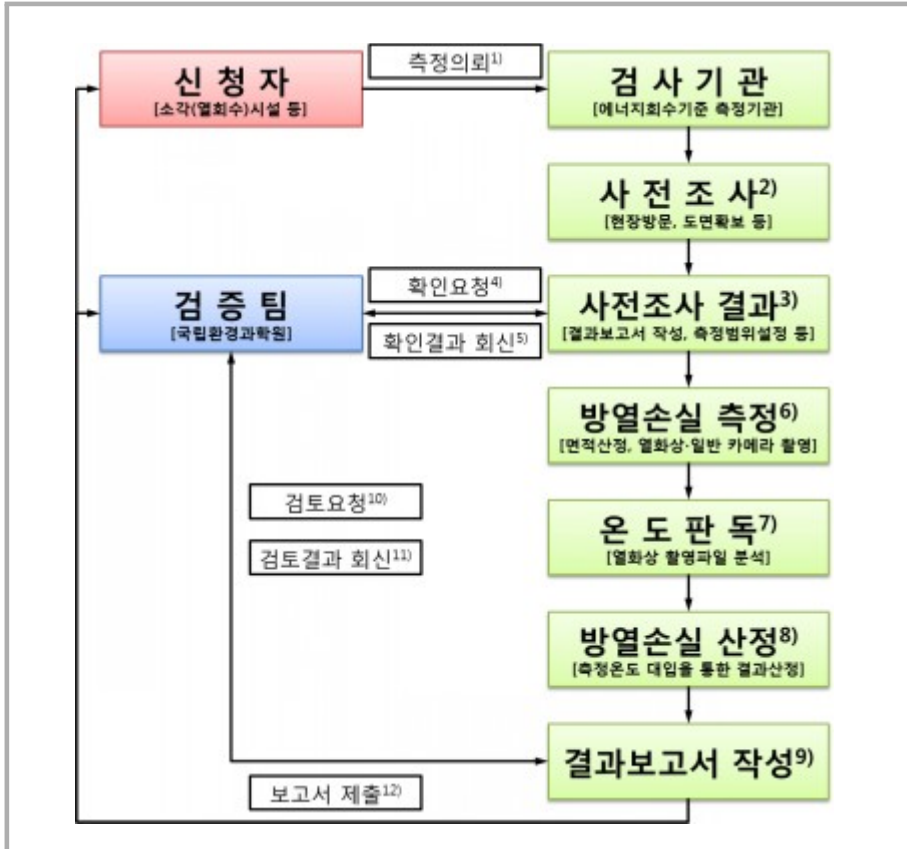 신 청 자
[소각(열회수)시설 등]
측정의뢰1)
검 사 기 관
[에너지회수기준 측정기관]
사 전 조 사2)
[현장방문, 도면확보 등]
검 증 팀
[국립환경과학원]
확인요청4)
확인결과 회신5)
사전조사 결과3)
[결과보고서 작성, 측정범위설정 등]
방열손실 측정6)
[면적산정, 열화상·일반 카메라 촬영]
검토요청10)
검토결과 회신11)
온 도 판 독7)
[열화상 촬영파일 분석]
방열손실 산정8)
[측정온도 대입을 통한 결과산정]
결과보고서 작성9)
보고서 제출12)